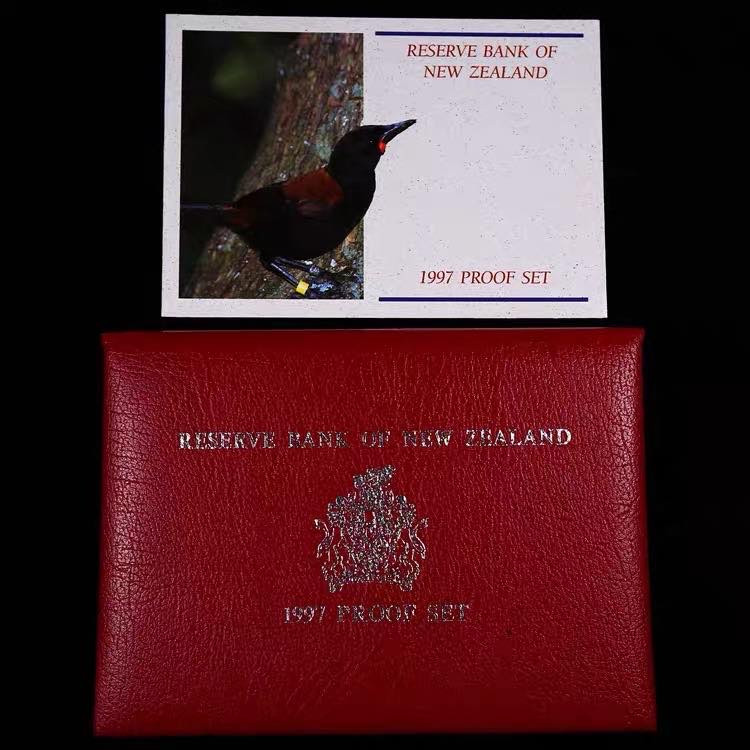 RESERVE BANK OF
NEW ZEALAND
1997 PROOF SET
RESERVE BANK OF NEW ZEALAND
1997 PROOF SET